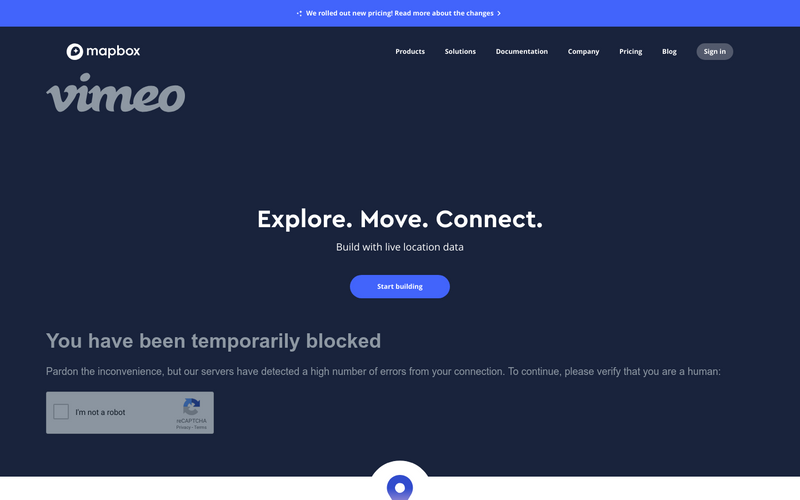 We rolled out new pricing! Read more about the changes
mapbox
Products Solutions Documentation Company Pricing Blog Sign in
vimeo
Explore. Move. Connect.
Build with live location data
Start building
You have been temporarily blocked
Pardon the inconvenience, but our servers have detected a high number of errors from your connection. To continue, please verify that you are a human:
I'm not a robot
reCAPTCHA
Privacy - Terms